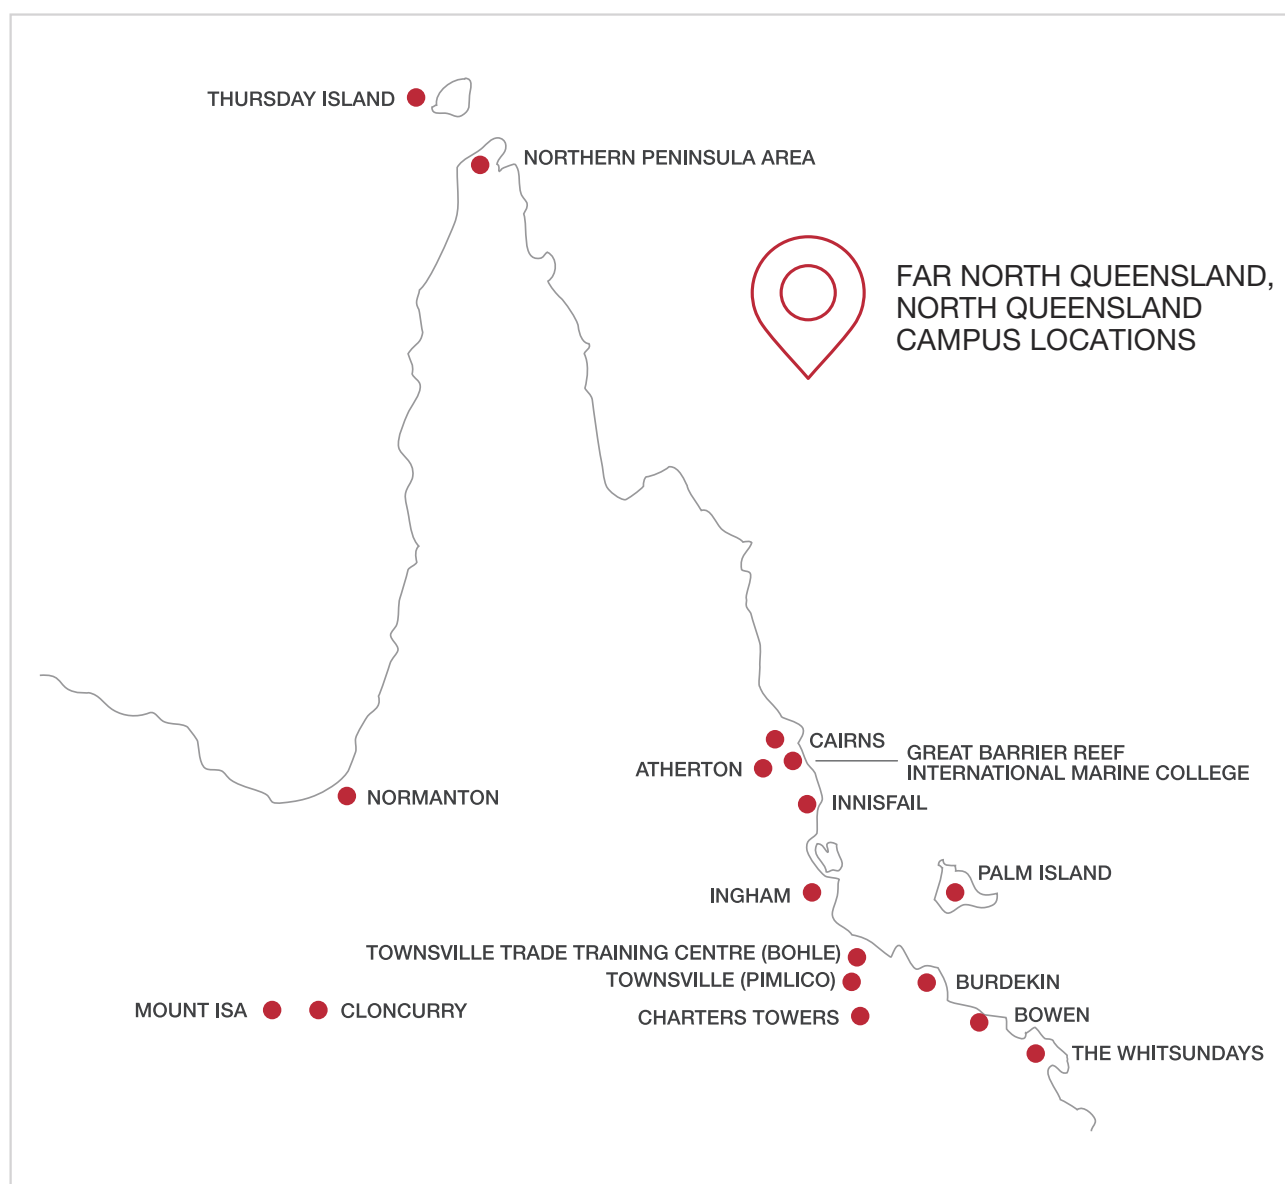 THURSDAY ISLAND
NORTHERN PENINSULA AREA
FAR NORTH QUEENSLAND,
NORTH QUEENSLAND
CAMPUS LOCATIONS
CAIRNS
GREAT BARRIER REEF
INTERNATIONAL MARINE COLLEGE
ATHERTON
NORMANTON
INNISFAIL
PALM ISLAND
INGHAM
TOWNSVILLE TRADE TRAINING CENTRE (BOHLE)
TOWNSVILLE (PIMLICO)
BURDEKIN
MOUNT ISA
CLONCURRY
CHARTERS TOWERS
BOWEN
THE WHITSUNDAYS